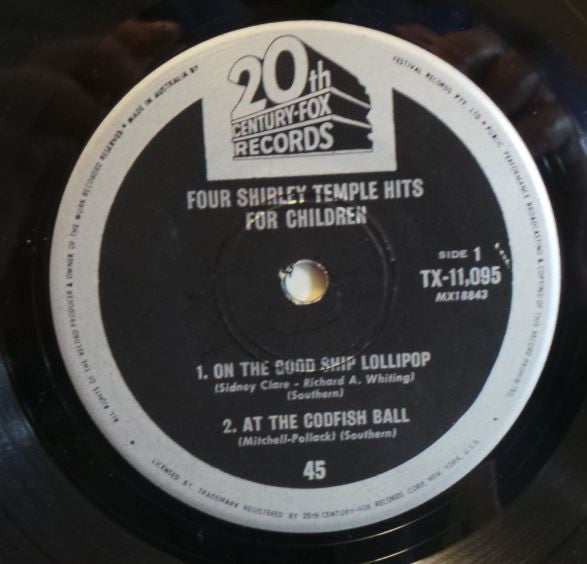 MADE IN AUSTRALIA BY
FESTIVAL RECORDS PTY. LTD • PUBLIC PERFORMANCE BROADCASTING & COPYING OF THIS RECORD PROHIBITED
20th
CENTURY-FOX
RECORDS
FOUR SHIRLEY TEMPLE HITS
FOR CHILDREN
SIDE 1
TX-11,095
MX18843
1. ON THE GOOD SHIP LOLLIPOP
(Sidney Clare - Richard A. Whiting)
(Southern)
2. AT THE CODFISH BALL
(Mitchell-Pollack) (Southern)
45
ALL RIGHTS OF THE RECORD PRODUCER & OWNER OF THE WORK RECORDED RESERVED •
LICENSED BY, TRADEMARK REGISTERED BY 20th CENTURY-FOX RECORDS CORP. NEW YORK, U.S.A.